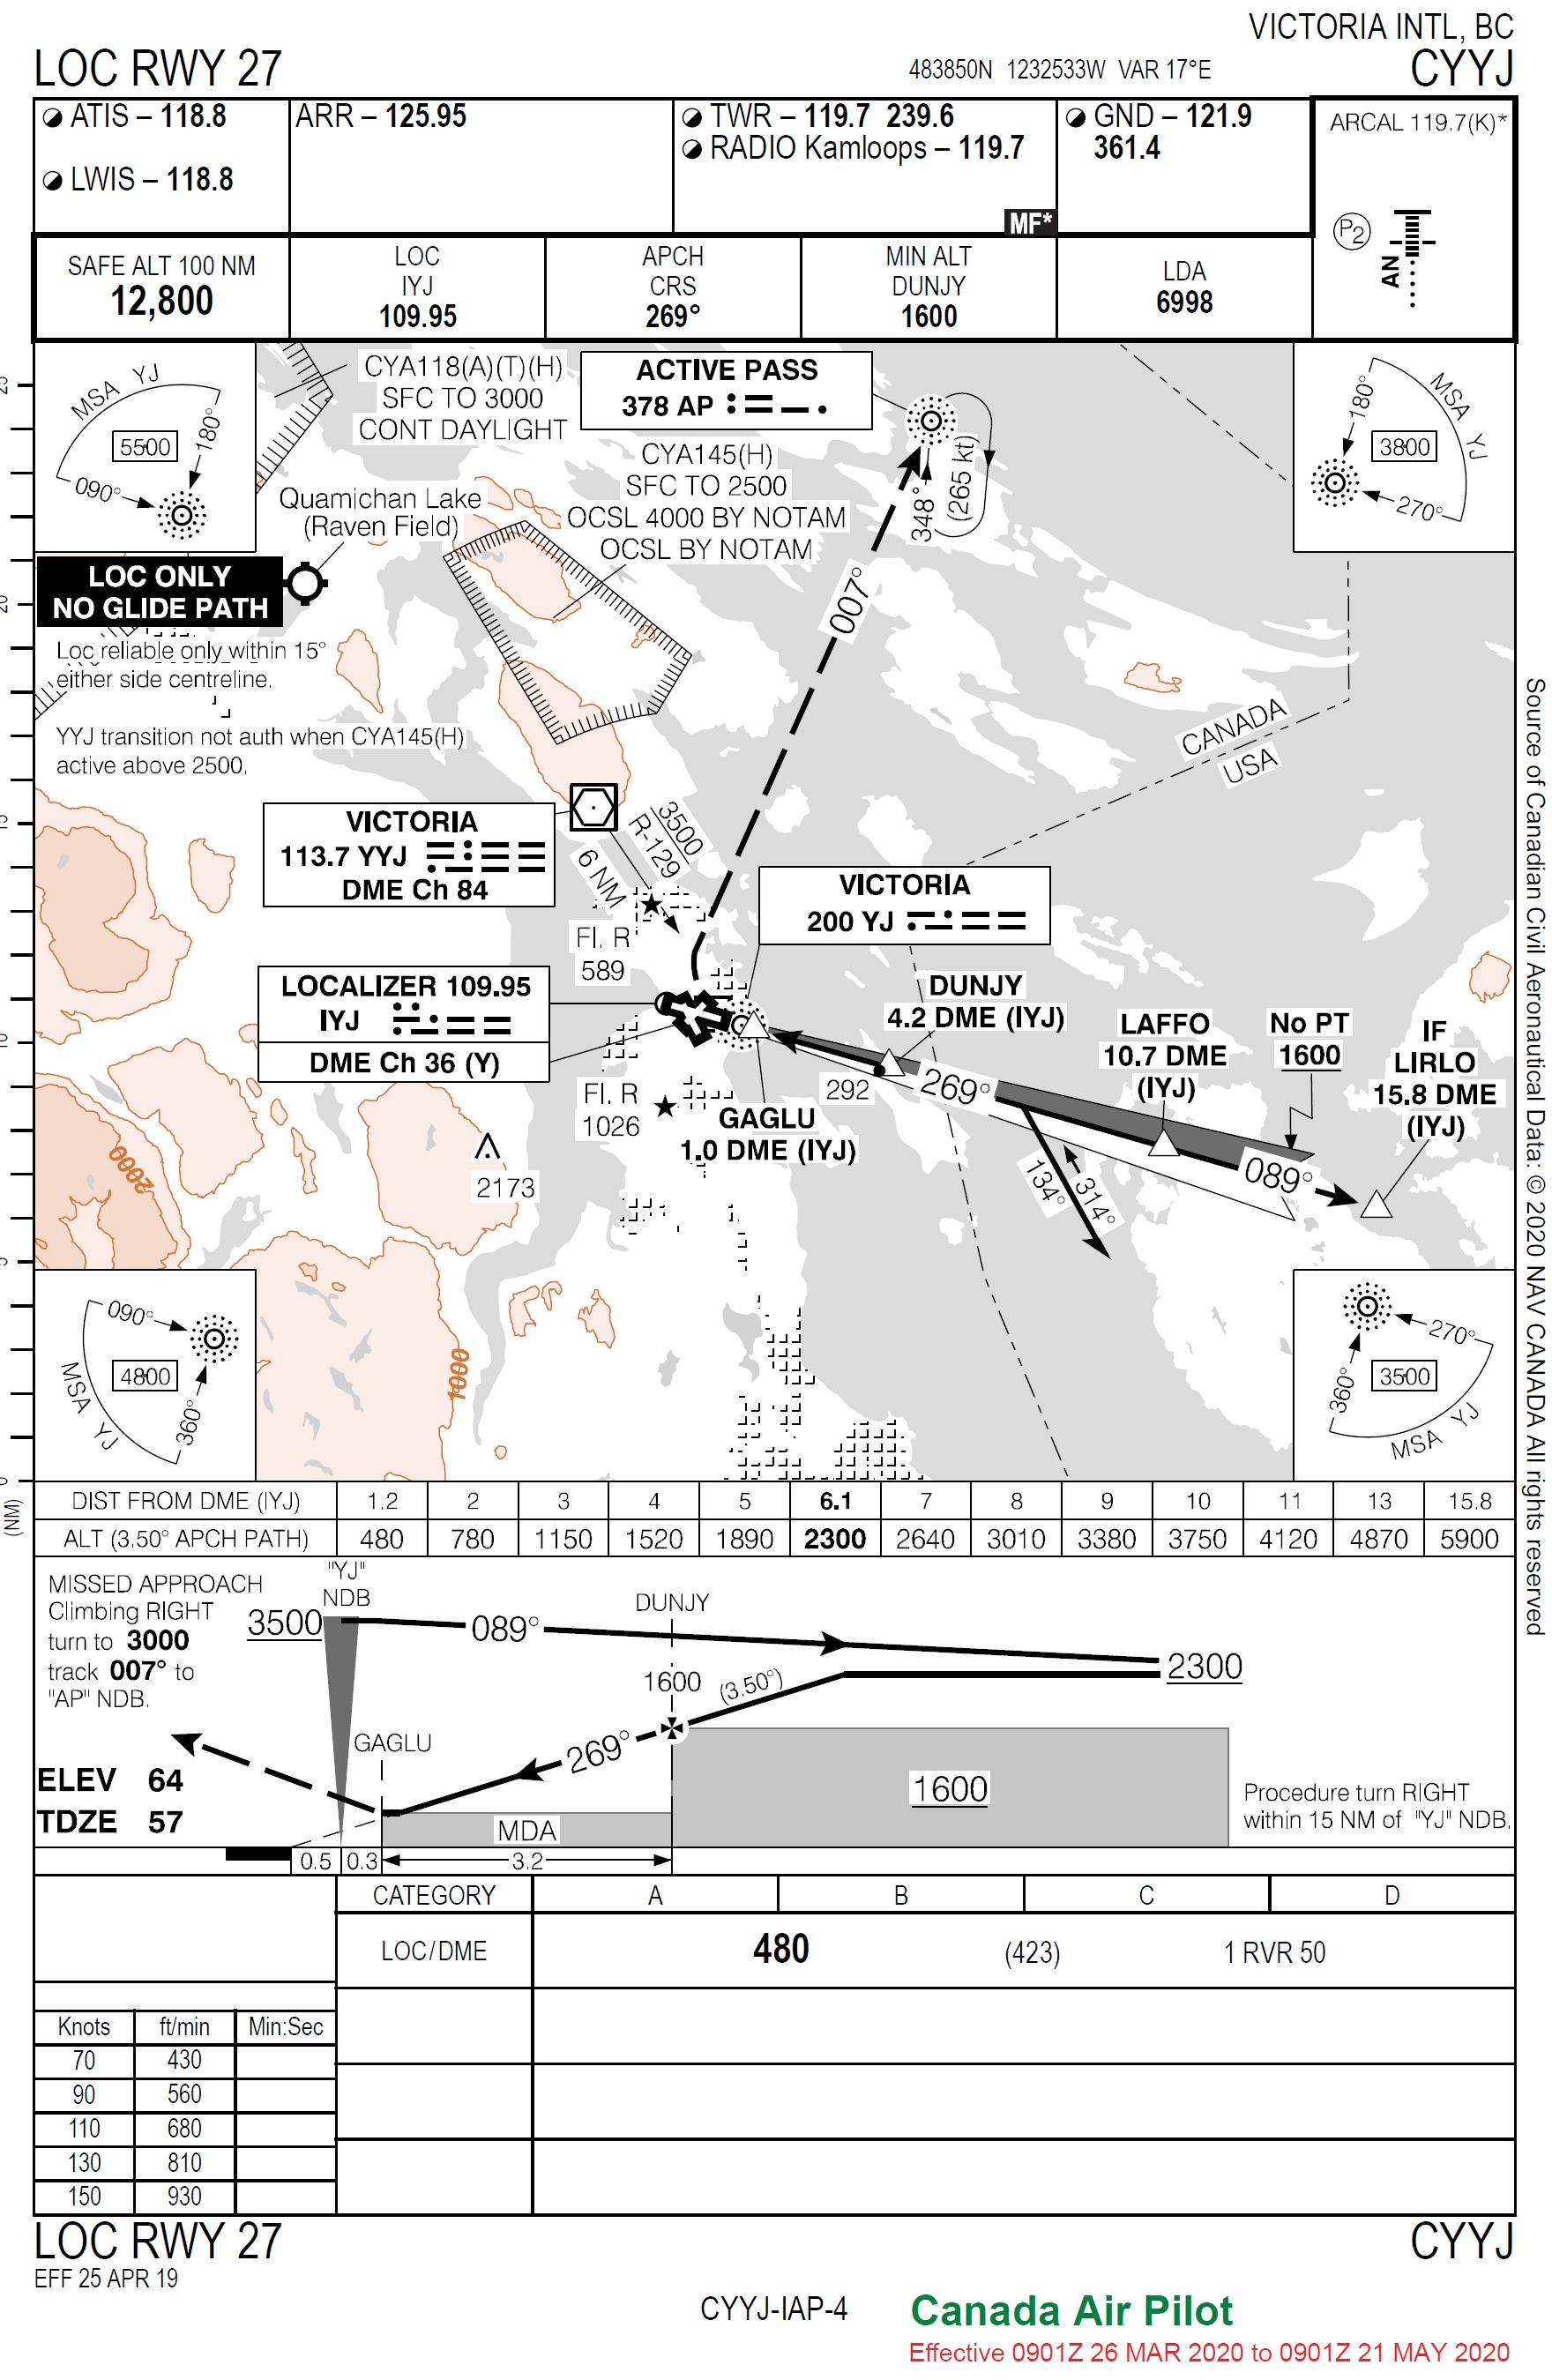 VICTORIA INTL, BC
LOC RWY 27
483850N 1232533W VAR 17°E
CYYJ
ATIS – 118.8
LWIS – 118.8
ARR – 125.95
TWR – 119.7 239.6
RADIO Kamloops – 119.7
MF*
GND – 121.9
361.4
ARCAL 119.7(K)*
P2
AN
SAFE ALT 100 NM
12,800
LOC
IYJ
109.95
APCH
CRS
269°
MIN ALT
DUNJY
1600
LDA
6998
MSA YJ
5500
180°
090°
CYA118(A)(T)(H)
SFC TO 3000
CONT DAYLIGHT
ACTIVE PASS
378 AP
CYA145(H)
SFC TO 2500
OCSL 4000 BY NOTAM
OCSL BY NOTAM
348°
(265 kt)
MSA YJ
180°
3800
270°
Quamichan Lake
(Raven Field)
LOC ONLY
NO GLIDE PATH
Loc reliable only within 15°
either side centreline.
YYJ transition not auth when CYA145(H)
active above 2500.
007°
CANADA
USA
VICTORIA
113.7 YYJ
DME Ch 84
3500
R-129
6 NM
Fl. R
589
VICTORIA
200 YJ
LOCALIZER 109.95
IYJ
DME Ch 36 (Y)
DUNJY
4.2 DME (IYJ)
LAFFO
10.7 DME
(IYJ)
No PT
1600
IF
LIRLO
15.8 DME
(IYJ)
292
269°
Fl. R
1026
GAGLU
1.0 DME (IYJ)
089°
134°
314°
2173
2000
1000
090°
4800
360°
MSA YJ
270°
3500
360°
MSA YJ
20
15
10
5
0
(NM)
Source of Canadian Civil Aeronautical Data: © 2020 NAV CANADA All rights reserved
DIST FROM DME (IYJ) 1.2 2 3 4 5 6.1 7 8 9 10 11 13 15.8
ALT (3.50° APCH PATH) 480 780 1150 1520 1890 2300 2640 3010 3380 3750 4120 4870 5900
MISSED APPROACH
Climbing RIGHT
turn to 3000
track 007° to
"AP" NDB.
"YJ"
NDB
3500
089°
DUNJY
2300
1600
(3.50°)
GAGLU
269°
ELEV 64
TDZE 57
1600
MDA
Procedure turn RIGHT
within 15 NM of "YJ" NDB.
0.5 0.3 3.2
CATEGORY A B C D
LOC/DME 480 (423) 1 RVR 50
Knots ft/min Min:Sec
70 430
90 560
110 680
130 810
150 930
LOC RWY 27
CYYJ
EFF 25 APR 19
CYYJ-IAP-4
Canada Air Pilot
Effective 0901Z 26 MAR 2020 to 0901Z 21 MAY 2020